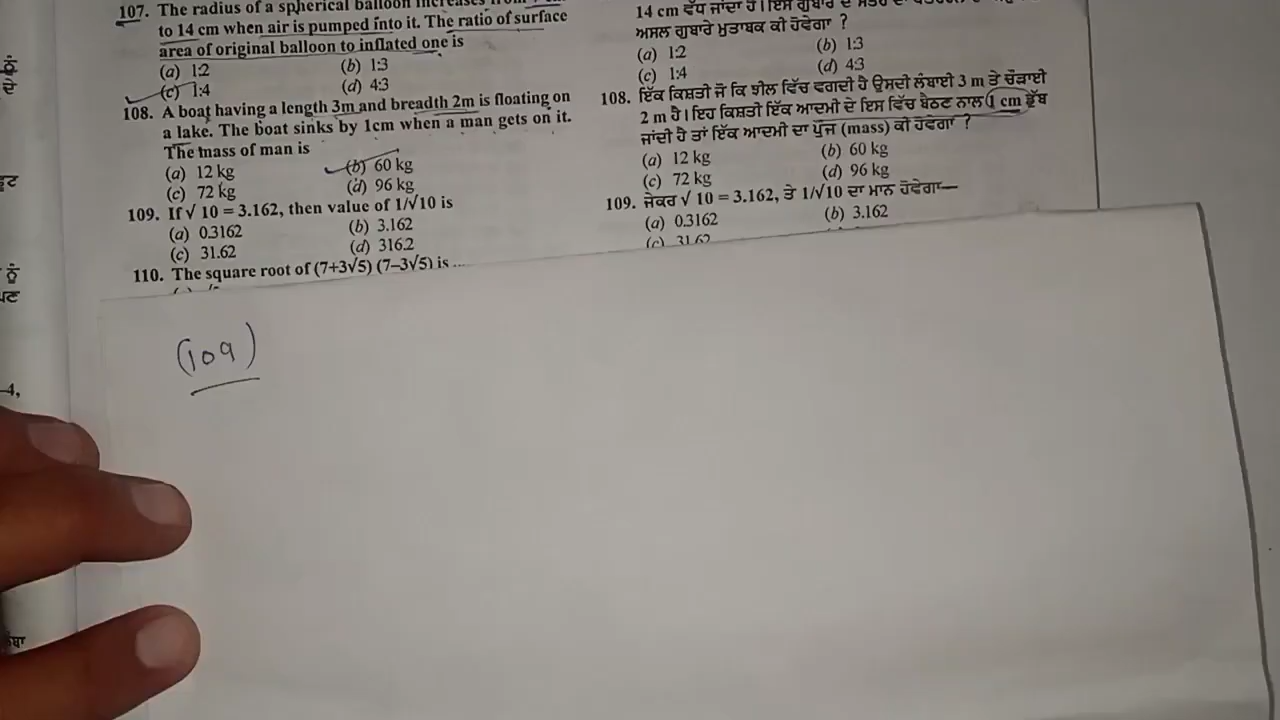 107. The radius of a spherical balloon increases from
to 14 cm when air is pumped into it. The ratio of surface
area of original balloon to inflated one is
(a) 1:2 (b) 1:3
(c) 1:4 (d) 4:3
108. A boat having a length 3m and breadth 2m is floating on
a lake. The boat sinks by 1cm when a man gets on it.
The mass of man is
(a) 12 kg (b) 60 kg
(c) 72 kg (d) 96 kg
109. If √ 10 = 3.162, then value of 1/√10 is
(a) 0.3162 (b) 3.162
(c) 31.62 (d) 316.2
110. The square root of (7+3√5) (7–3√5) is ...
14 cm ਵੱਧ ਜਾਂਦਾ ਹੈ। ਇਸ ਗੁਬਾਰੇ ਦੇ
ਅਸਲ ਗੁਬਾਰੇ ਮੁਤਾਬਕ ਕੀ ਹੋਵੇਗਾ ?
(a) 1:2 (b) 1:3
(c) 1:4 (d) 4:3
108. ਇੱਕ ਕਿਸ਼ਤੀ ਜੋ ਕਿ ਝੀਲ ਵਿੱਚ ਵਗਦੀ ਹੈ ਉਸਦੀ ਲੰਬਾਈ 3 m ਤੇ ਚੌੜਾਈ
2 m ਹੈ। ਇਹ ਕਿਸ਼ਤੀ ਇੱਕ ਆਦਮੀ ਦੇ ਇਸ ਵਿੱਚ ਬੈਠਣ ਨਾਲ 1 cm ਡੁੱਬ
ਜਾਂਦੀ ਹੈ ਤਾਂ ਇੱਕ ਆਦਮੀ ਦਾ ਪੁੰਜ (mass) ਕੀ ਹੋਵੇਗਾ ?
(a) 12 kg (b) 60 kg
(c) 72 kg (d) 96 kg
109. ਜੇਕਰ √ 10 = 3.162, ਤੇ 1/√10 ਦਾ ਮਾਨ ਹੋਵੇਗਾ—
(a) 0.3162 (b) 3.162
(c) 31.62
(109)